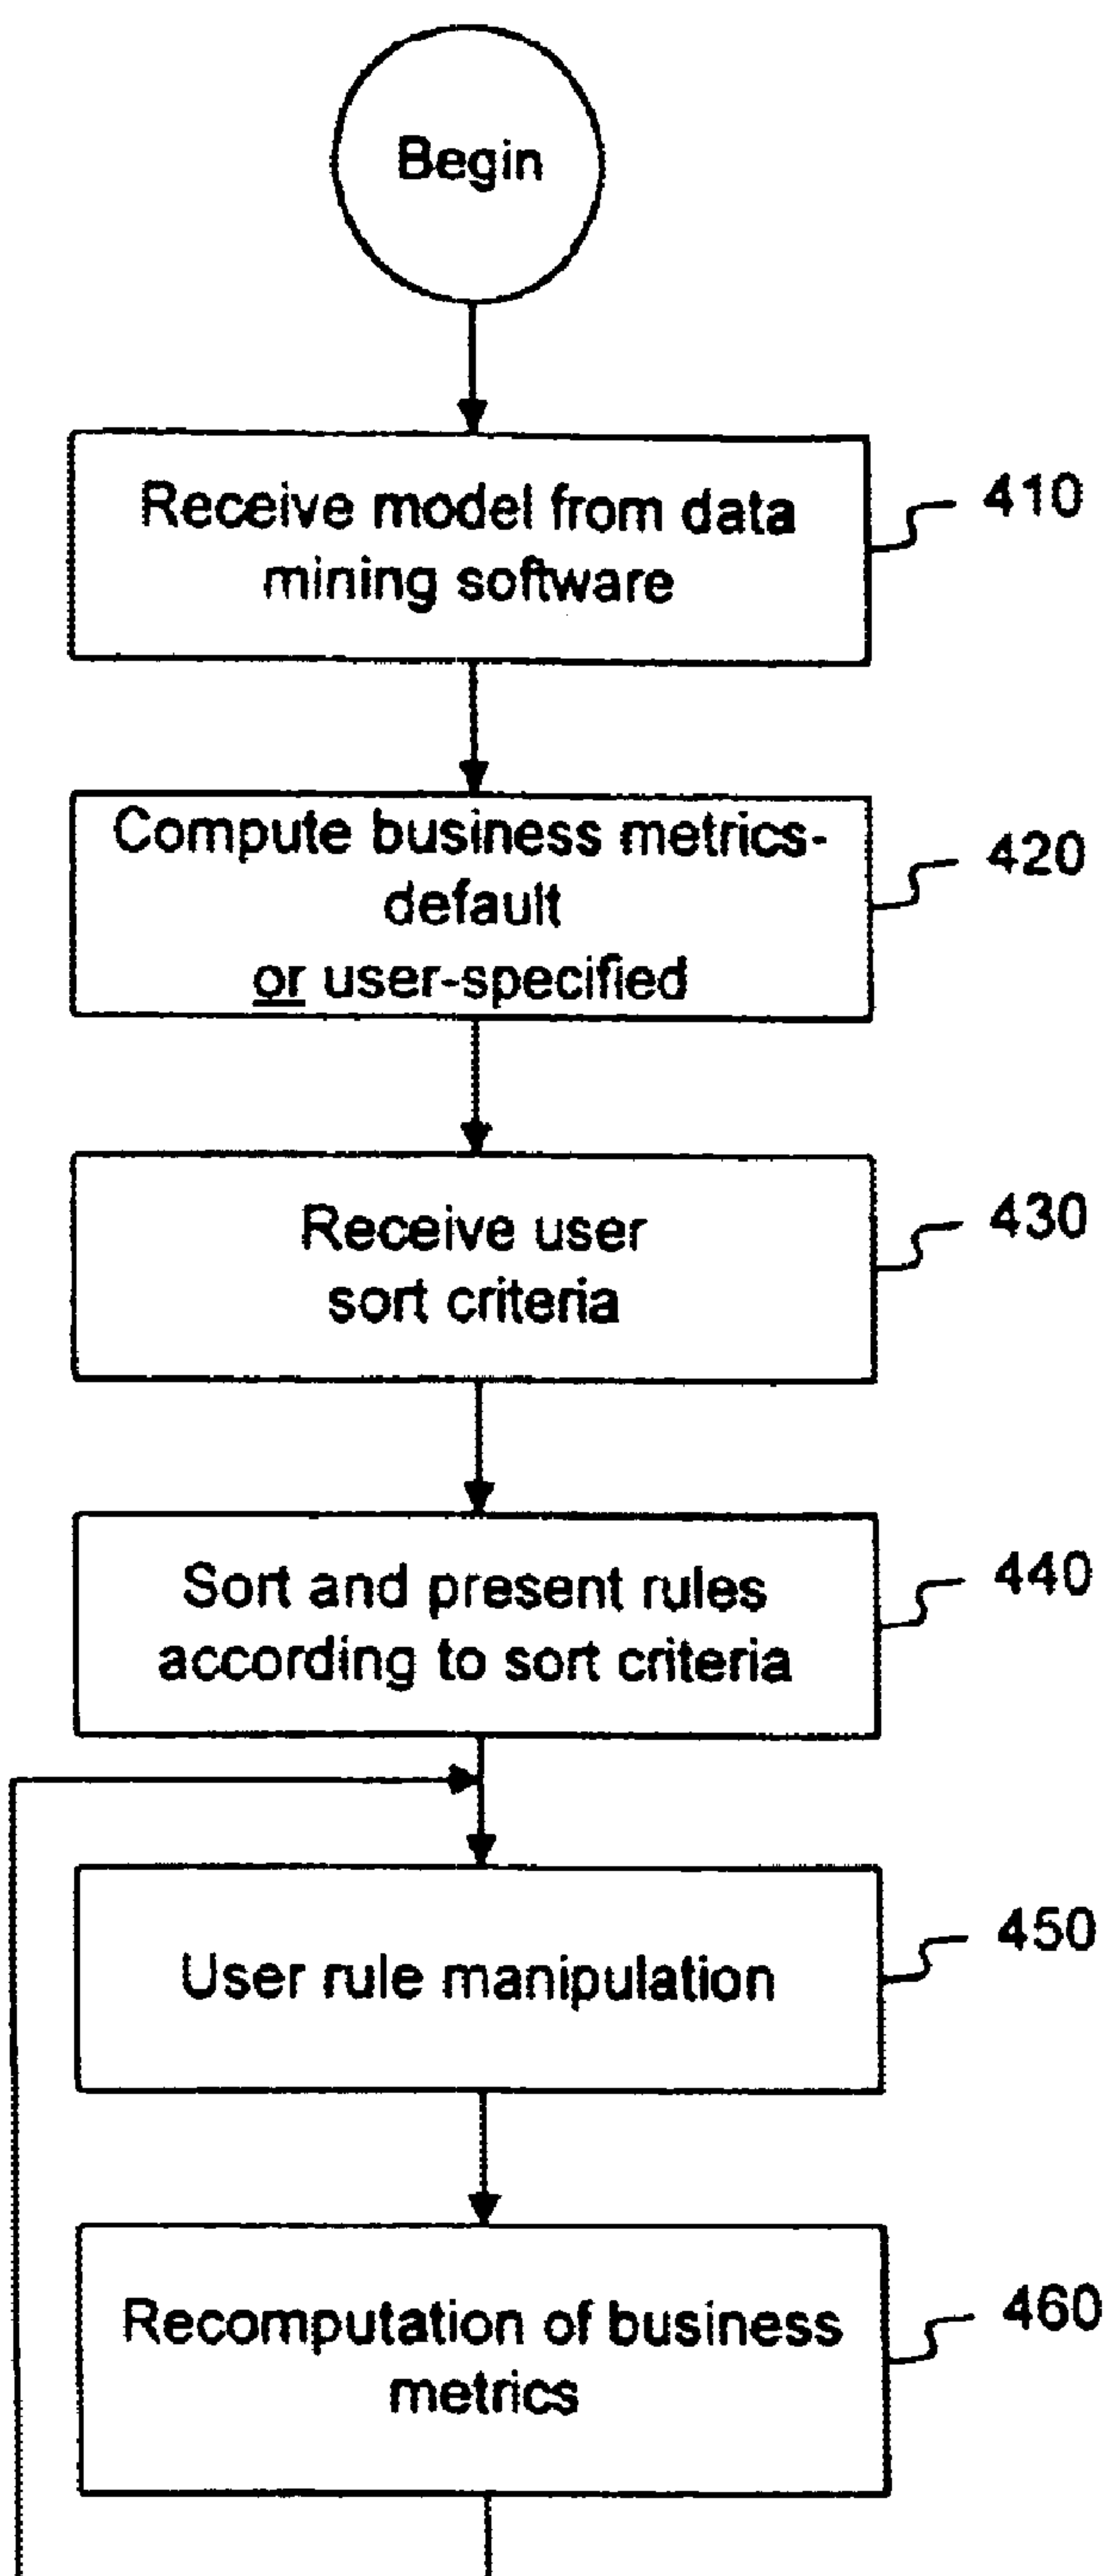 Begin
Receive model from data
mining software
410
Compute business metrics-
default
or user-specified
420
Receive user
sort criteria
430
Sort and present rules
according to sort criteria
440
User rule manipulation
450
Recomputation of business
metrics
460